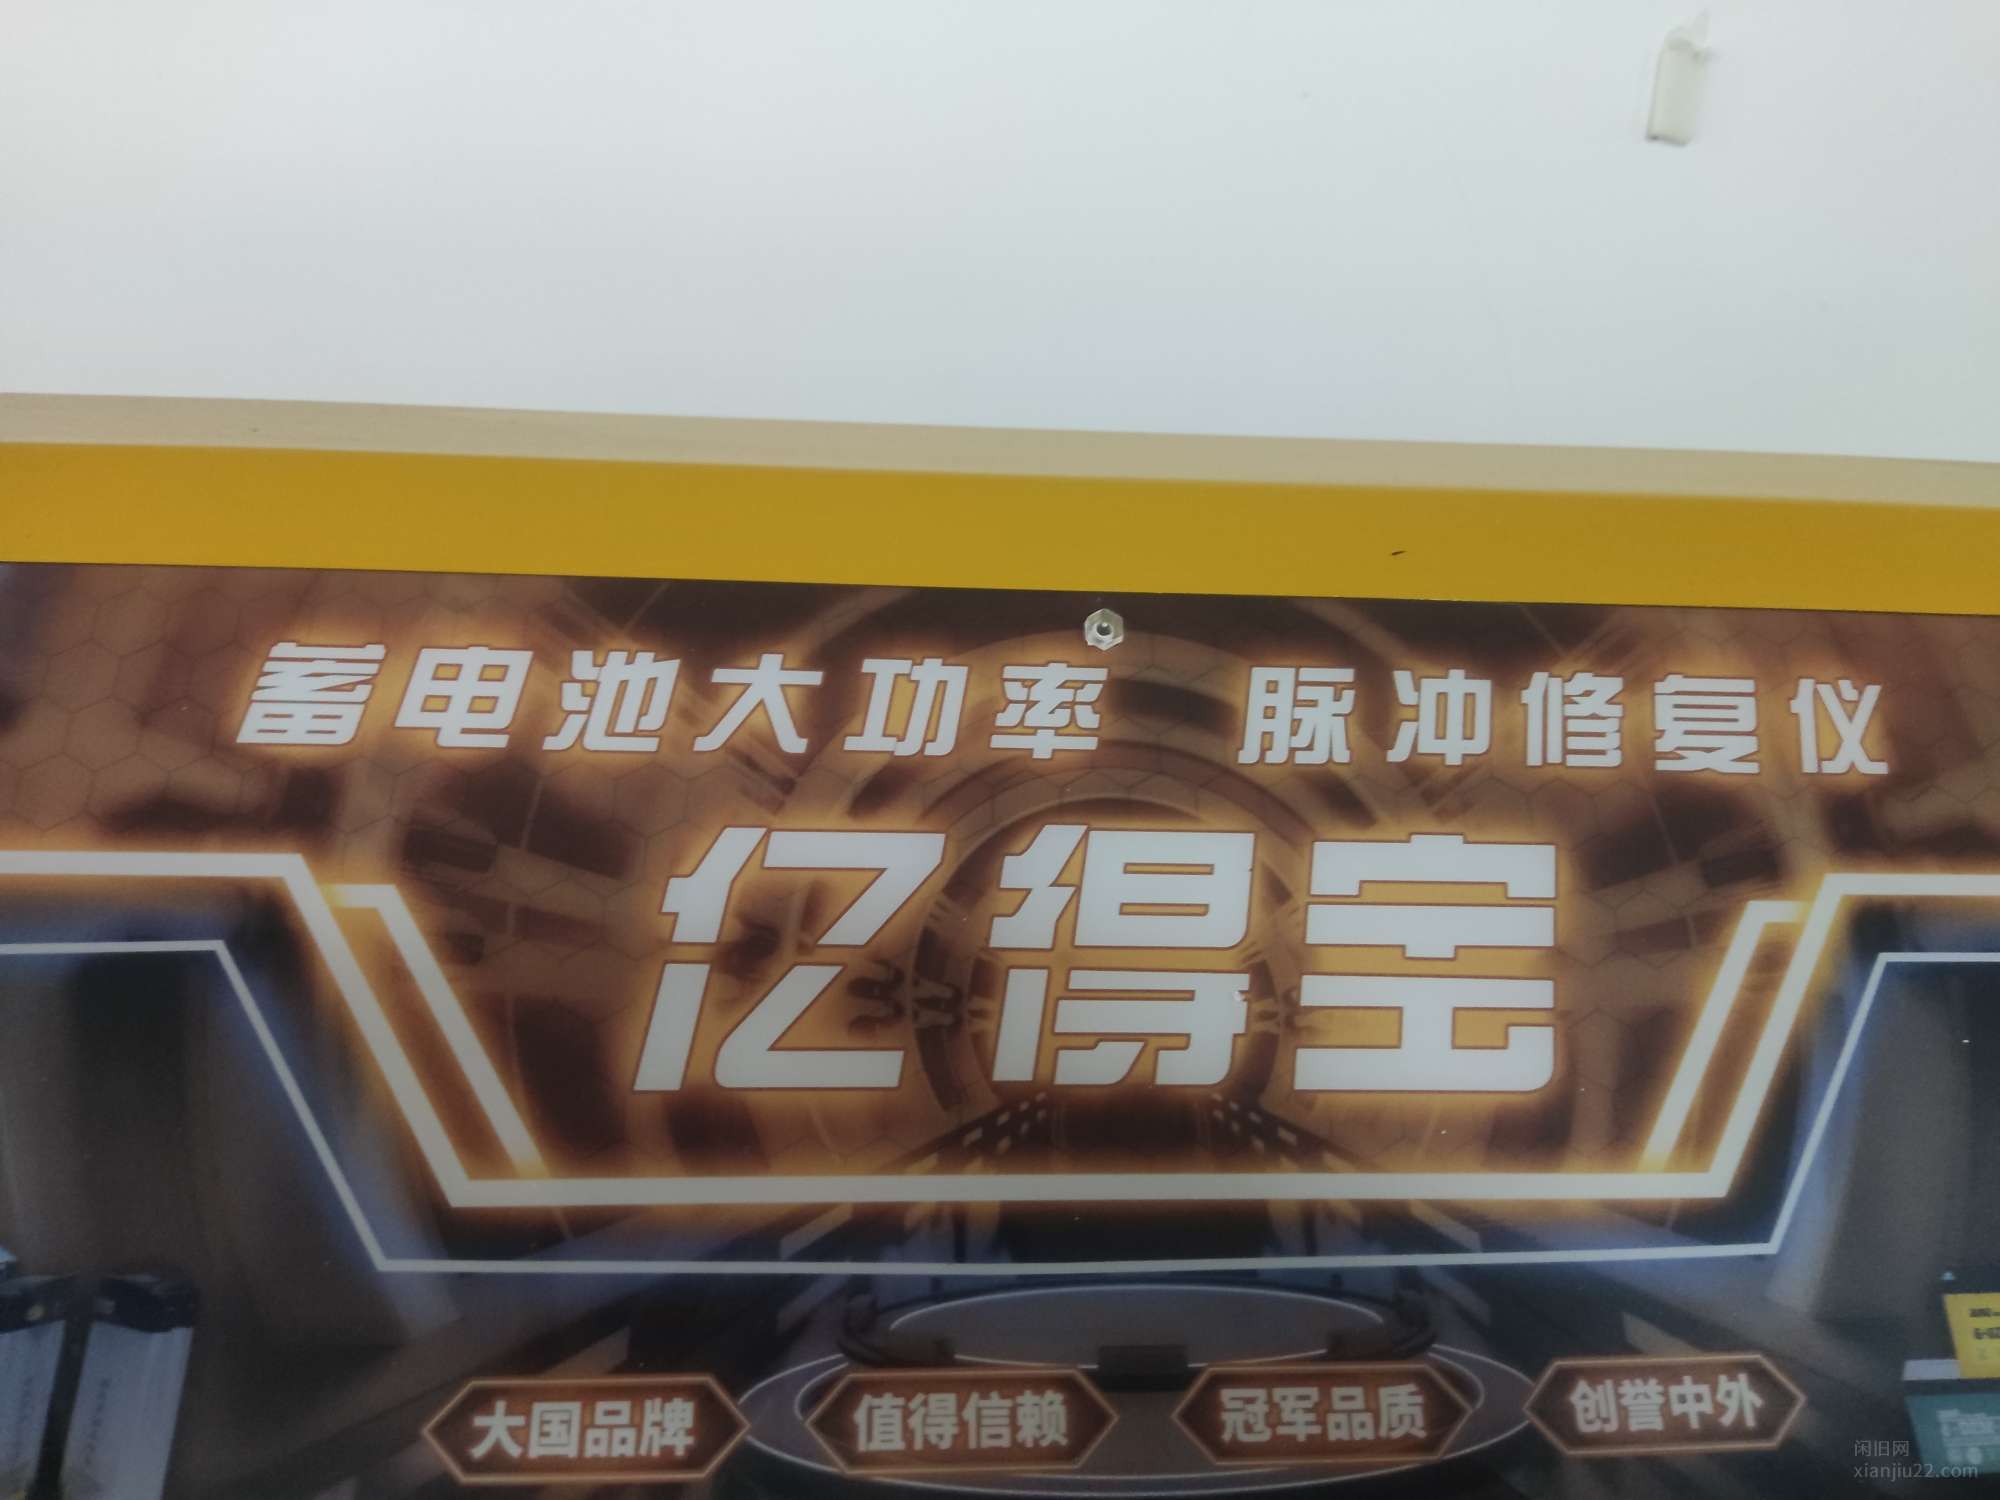 蓄电池大功率 脉冲修复仪
亿得宝
大国品牌 值得信赖 冠军品质 创誉中外
闲旧网
xianjiu22.com